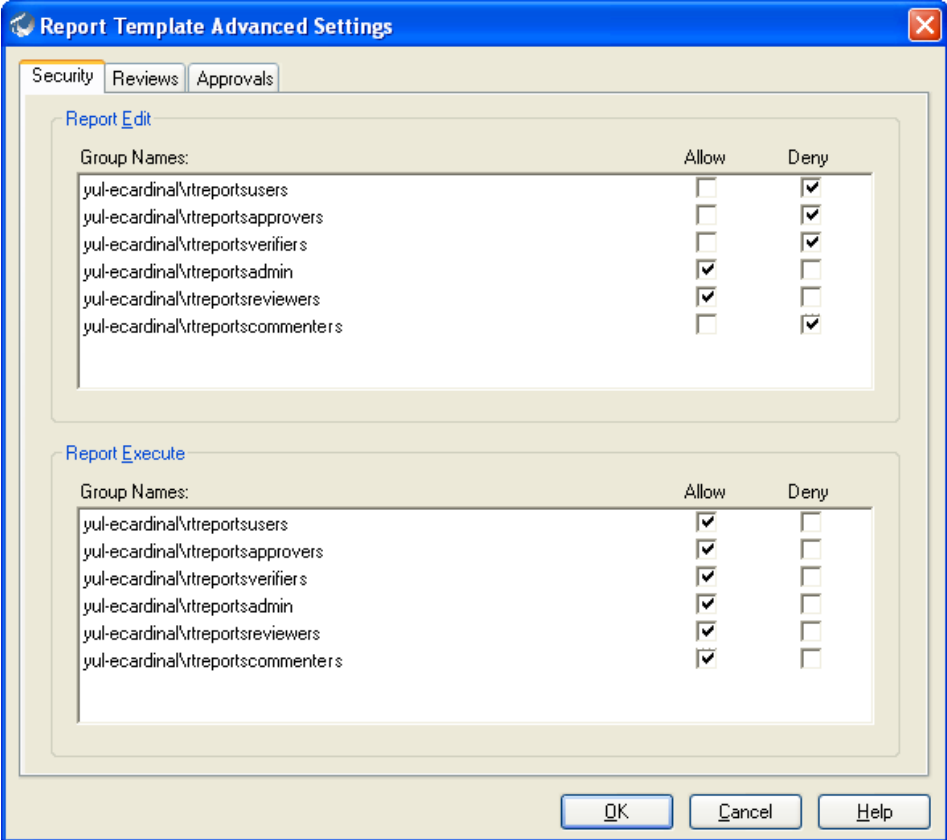 Report Template Advanced Settings
Security Reviews Approvals
Report Edit
Group Names: Allow Deny
yul-ecardinal\rtreportsusers
yul-ecardinal\rtreportsapprovers
yul-ecardinal\rtreportsverifiers
yul-ecardinal\rtreportsadmin
yul-ecardinal\rtreportsreviewers
yul-ecardinal\rtreportscommenters
Report Execute
Group Names: Allow Deny
yul-ecardinal\rtreportsusers
yul-ecardinal\rtreportsapprovers
yul-ecardinal\rtreportsverifiers
yul-ecardinal\rtreportsadmin
yul-ecardinal\rtreportsreviewers
yul-ecardinal\rtreportscommenters
OK Cancel Help